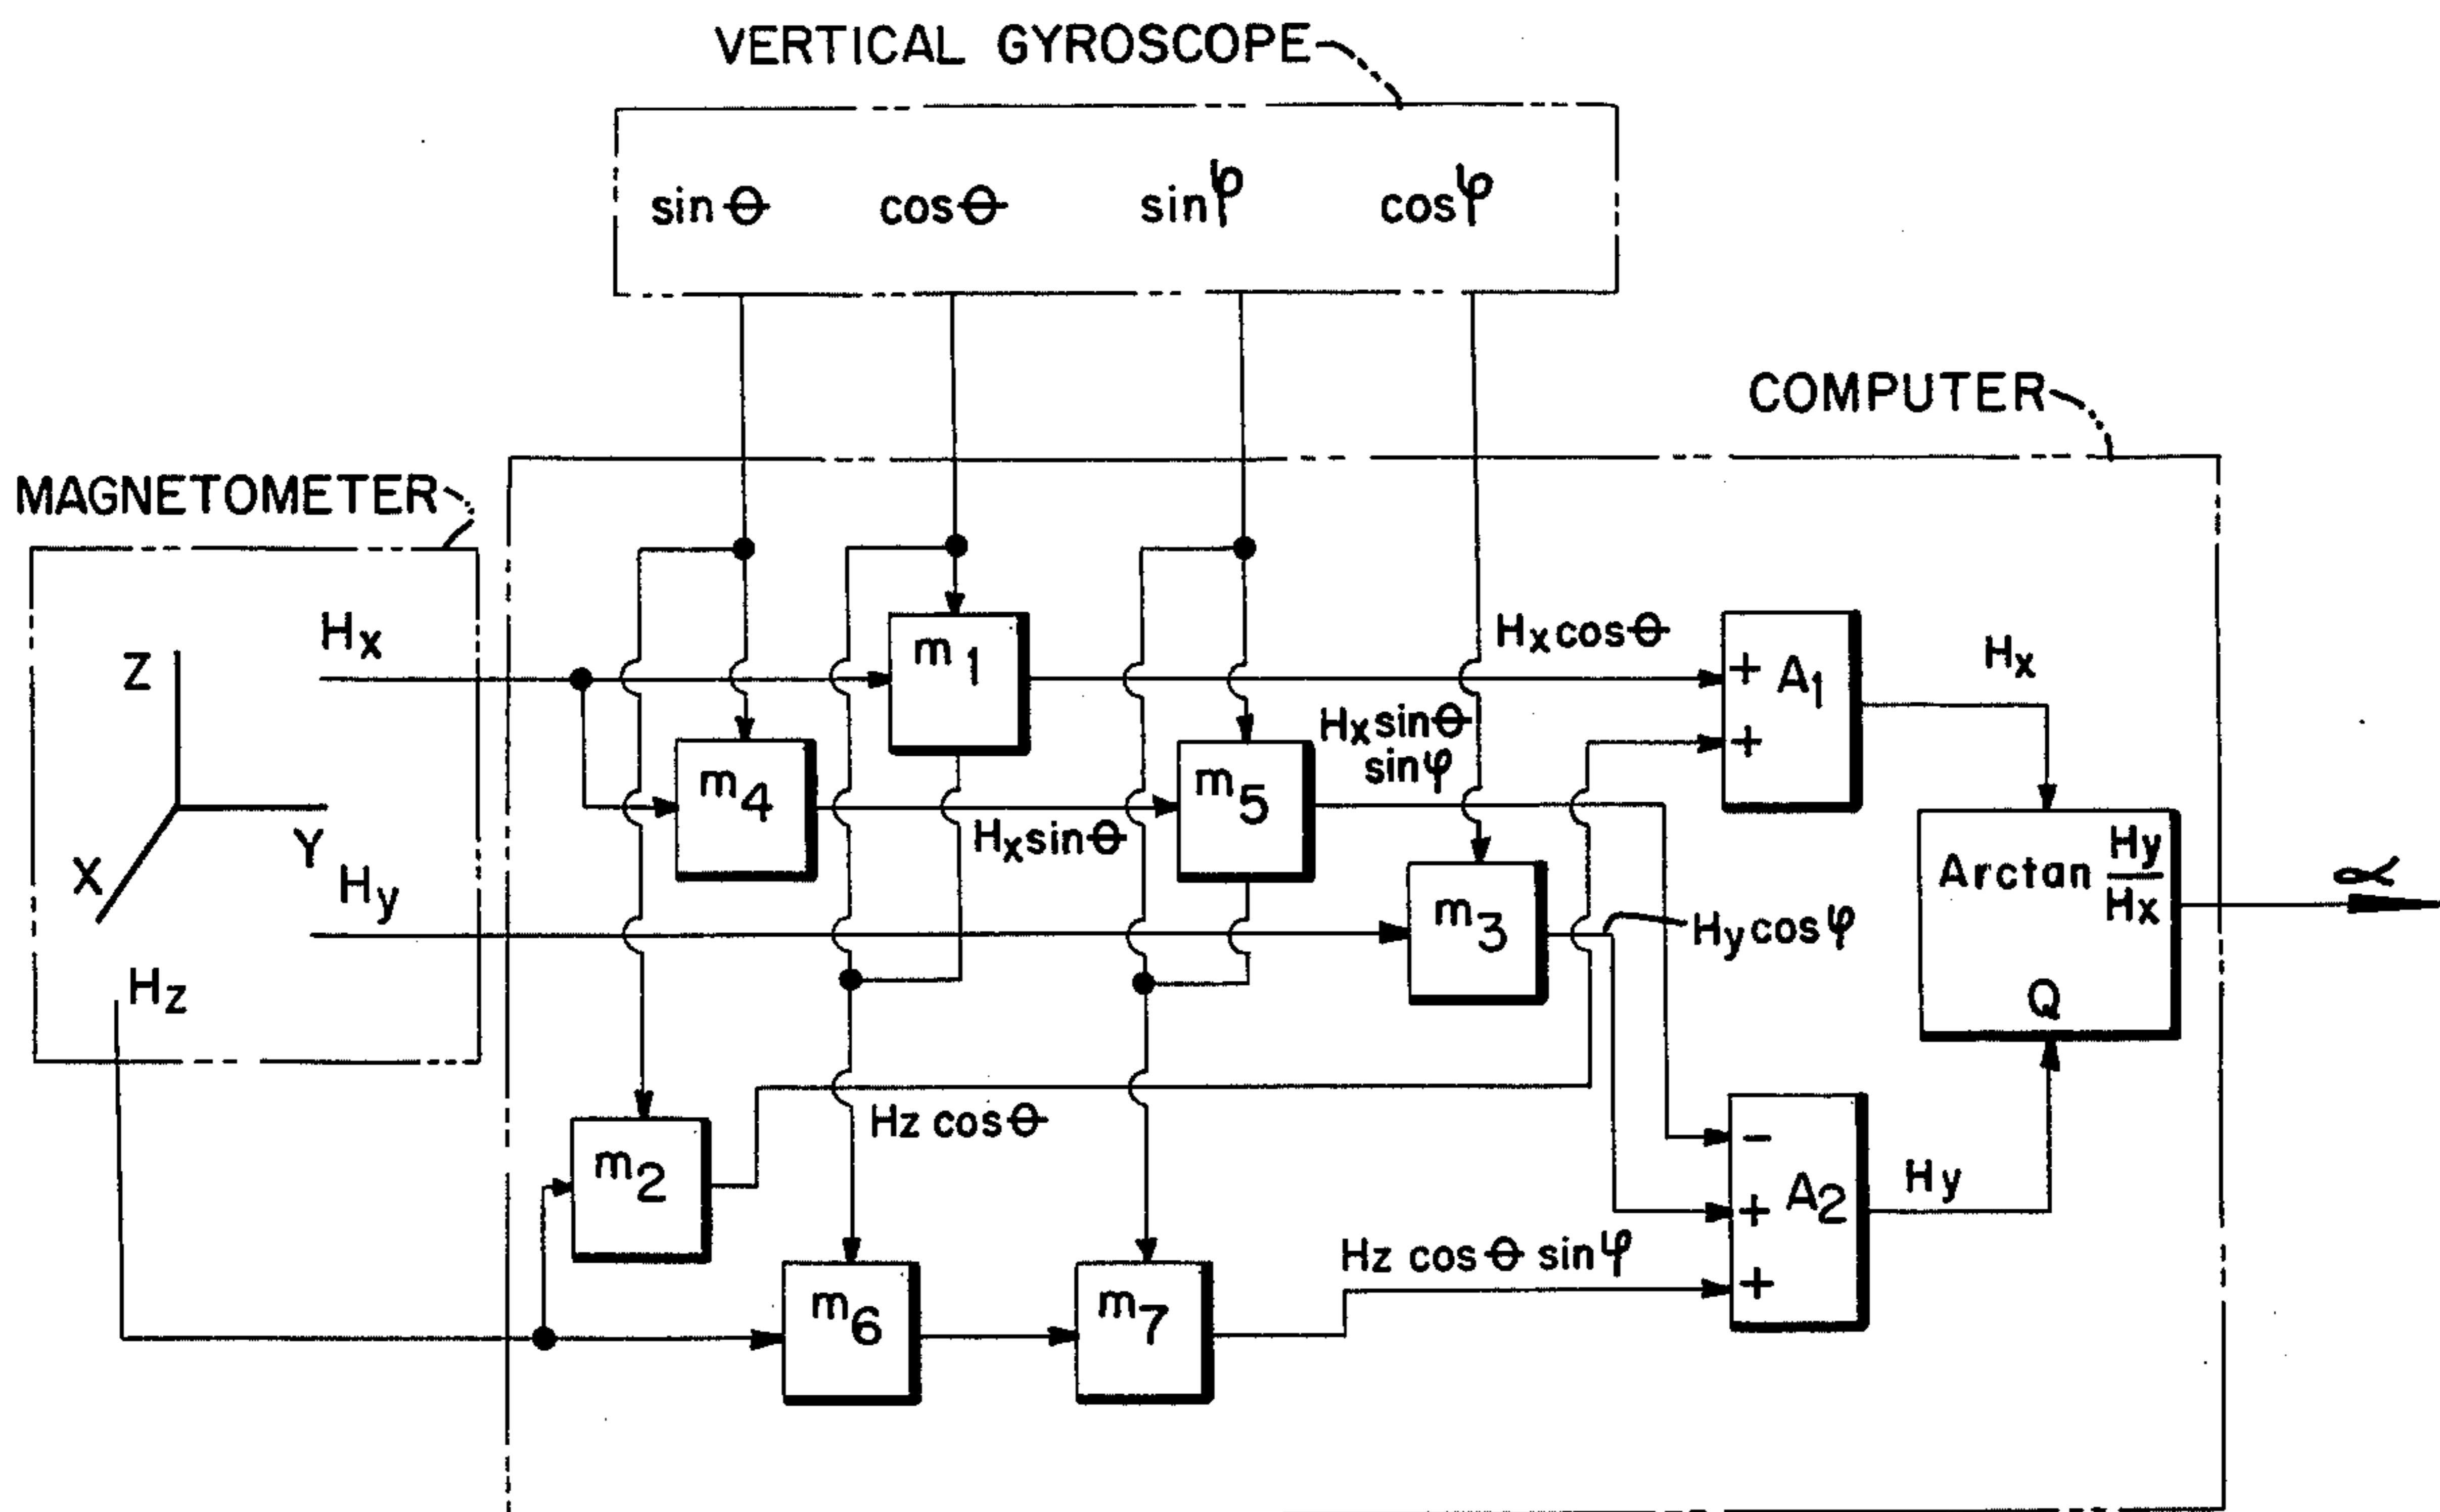 VERTICAL GYROSCOPE
sin θ cos θ sin φ cos φ
COMPUTER
MAGNETOMETER
Hx
Z
Y
X
Hy
Hz
m1
Hx cos θ
+ A1
+
Hx
m4
Hx sin θ
m5
Hx sin θ
sin φ
m3
Hy cos φ
Arctan Hy/Hx
Q
α
m2
Hz cos θ
m6
m7
Hz cos θ sin φ
-
+ A2
+
Hy